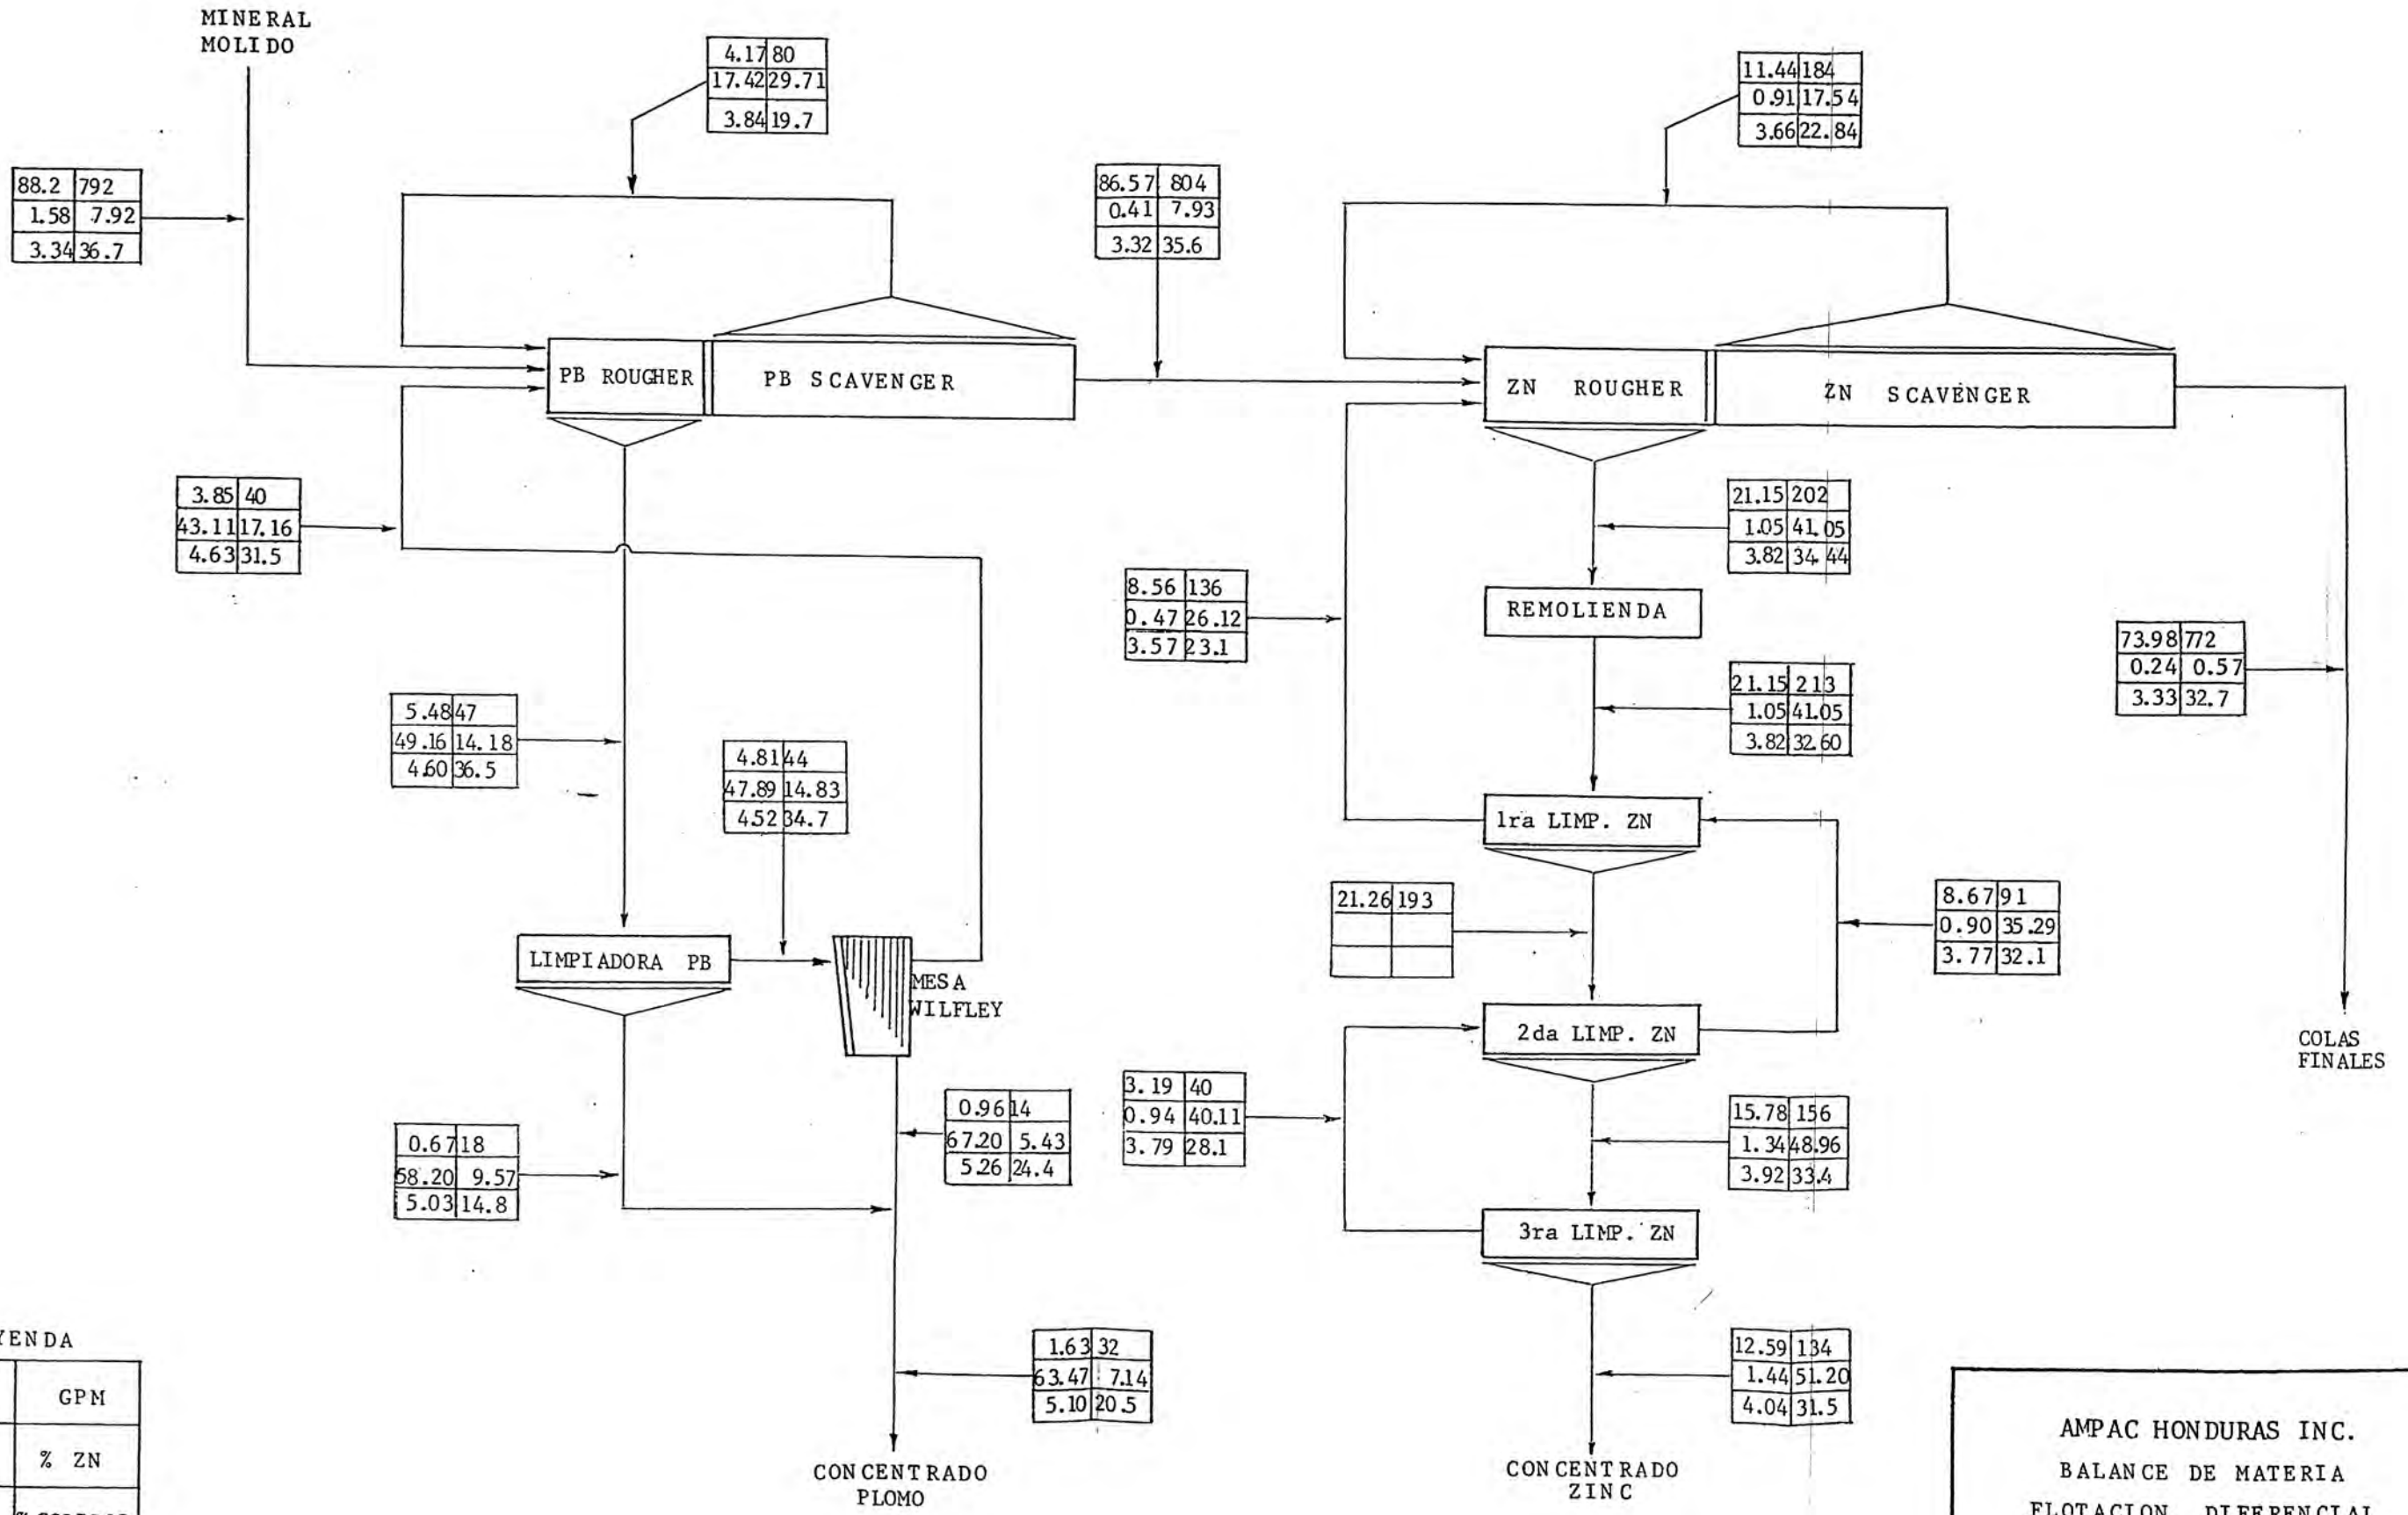 MINERAL
MOLIDO
4.17 80
17.42 29.71
3.84 19.7
11.44 184
0.91 17.54
3.66 22.84
88.2 792
1.58 7.92
3.34 36.7
86.57 804
0.41 7.93
3.32 35.6
PB ROUGHER
PB SCAVENGER
ZN ROUGHER
ZN SCAVENGER
3.85 40
43.11 17.16
4.63 31.5
21.15 202
1.05 41.05
3.82 34.44
8.56 136
0.47 26.12
3.57 23.1
REMOLIENDA
73.98 772
0.24 0.57
3.33 32.7
21.15 213
1.05 41.05
3.82 32.60
5.48 47
49.16 14.18
4.60 36.5
4.81 44
47.89 14.83
4.52 34.7
1ra LIMP. ZN
21.26 193
8.67 91
0.90 35.29
3.77 32.1
LIMPIADORA PB
MESA
WILFLEY
2da LIMP. ZN
COLAS
FINALES
3.19 40
0.94 40.11
3.79 28.1
0.96 14
67.20 5.43
5.26 24.4
15.78 156
1.34 48.96
3.92 33.4
0.67 18
58.20 9.57
5.03 14.8
3ra LIMP. ZN
1.63 32
63.47 7.14
5.10 20.5
12.59 134
1.44 51.20
4.04 31.5
YENDA
GPM
% ZN
CONCENTRADO
PLOMO
CONCENTRADO
ZINC
AMPAC HONDURAS INC.
BALANCE DE MATERIA
FLOTACION DIFERENCIAL